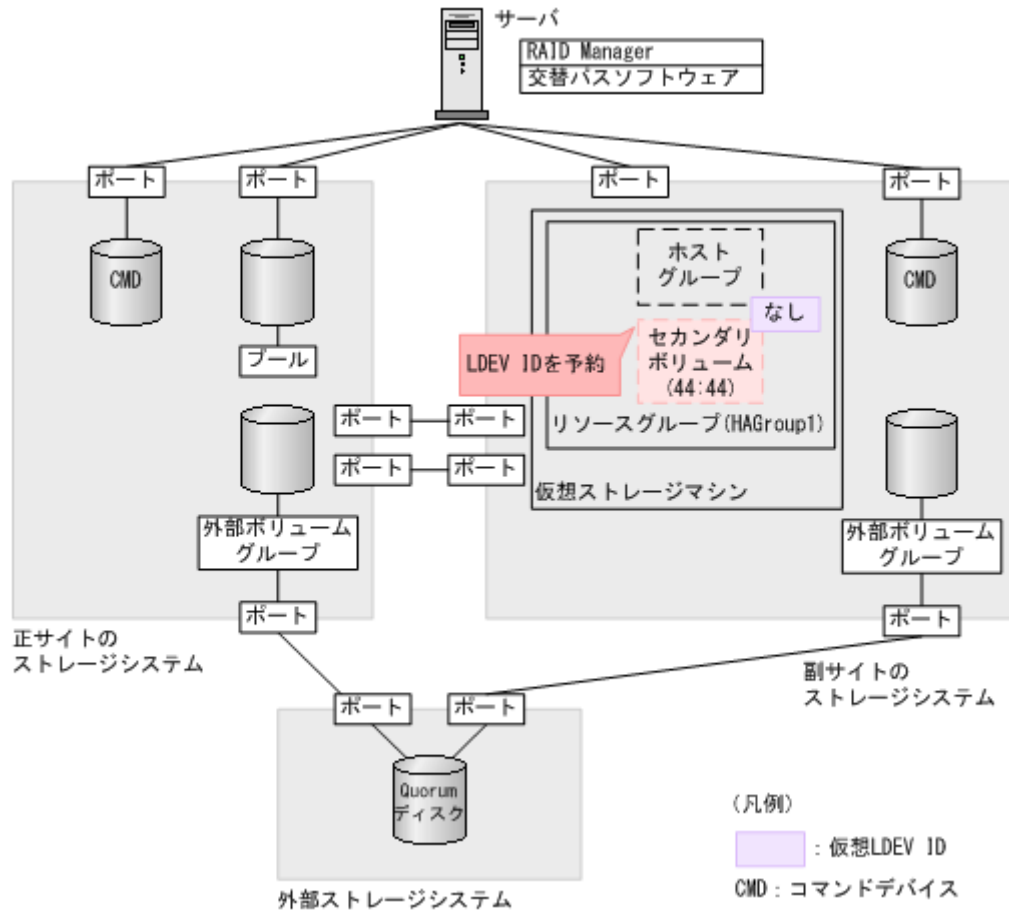 サーバ
RAID Manager
交替パスソフトウェア
ポート
ポート
ポート
ポート
CMD
プール
ホスト
グループ
なし
LDEV IDを予約
セカンダリ
ボリューム
(44:44)
CMD
リソースグループ(HAGroup1)
ポート
ポート
ポート
ポート
仮想ストレージマシン
外部ボリューム
グループ
外部ボリューム
グループ
ポート
ポート
正サイトの
ストレージシステム
副サイトの
ストレージシステム
ポート
ポート
Quorum
ディスク
外部ストレージシステム
(凡例)
：仮想LDEV ID
CMD：コマンドデバイス